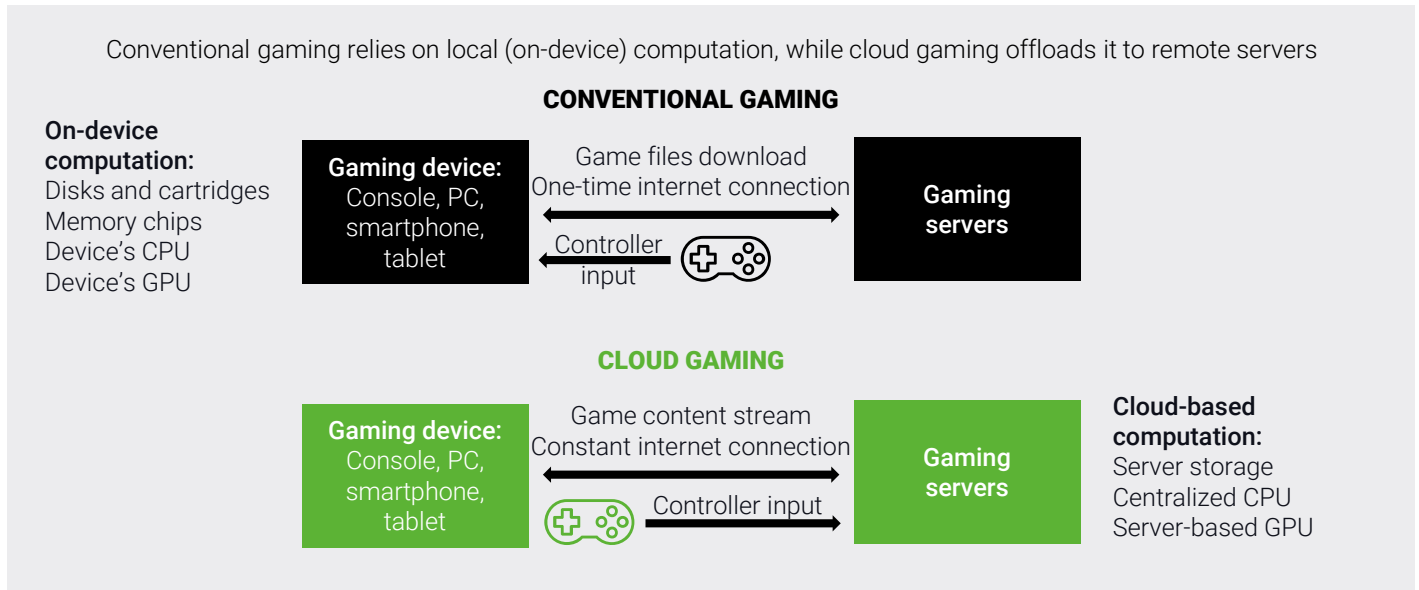 Conventional gaming relies on local (on-device) computation, while cloud gaming offloads it to remote servers
CONVENTIONAL GAMING
On-device
computation:
Disks and cartridges
Memory chips
Device’s CPU
Device’s GPU
Gaming device:
Console, PC,
smartphone,
tablet
Game files download
One-time internet connection
Controller
input
Gaming
servers
CLOUD GAMING
Gaming device:
Console, PC,
smartphone,
tablet
Game content stream
Constant internet connection
Controller input
Gaming
servers
Cloud-based
computation:
Server storage
Centralized CPU
Server-based GPU